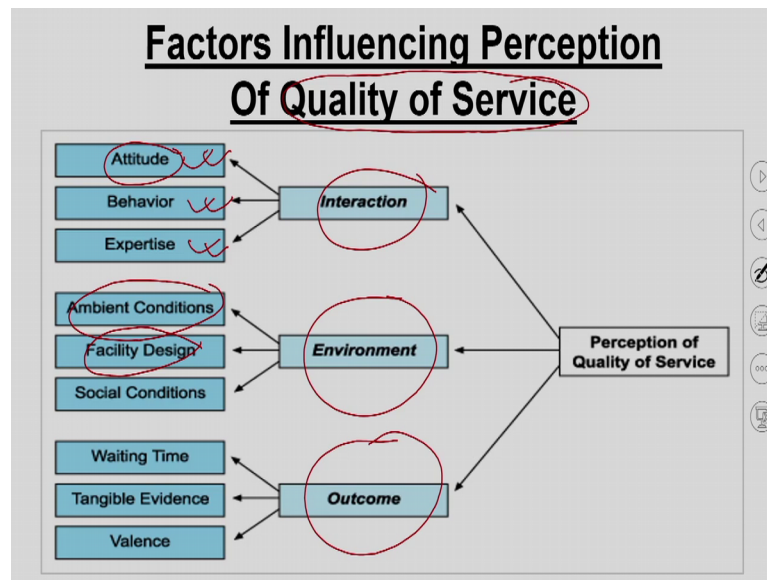 Factors Influencing Perception
Of Quality of Service
Attitude
Behavior
Expertise
Interaction
Ambient Conditions
Facility Design
Social Conditions
Environment
Waiting Time
Tangible Evidence
Valence
Outcome
Perception of
Quality of Service